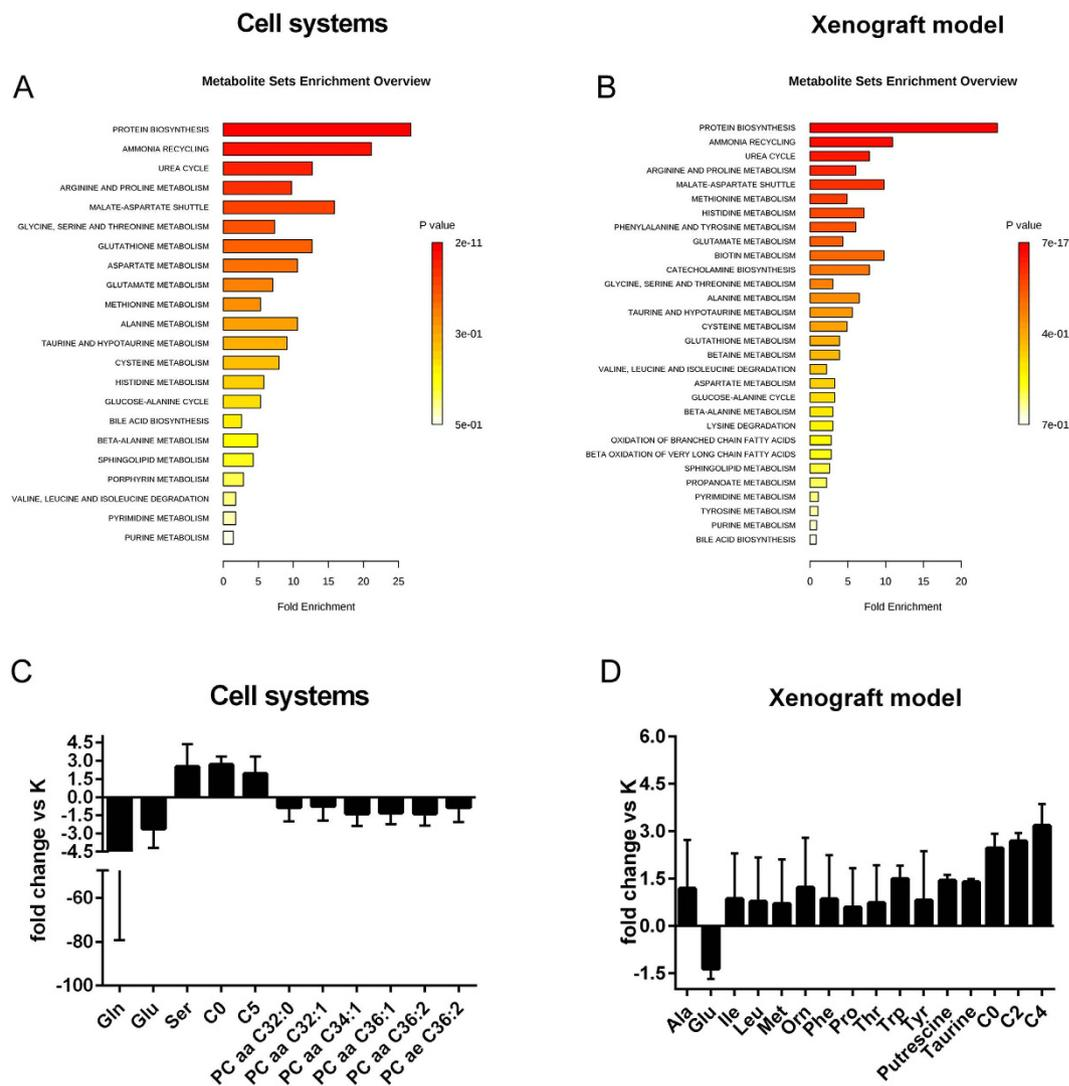 Cell systems
Xenograft model
A
Metabolite Sets Enrichment Overview
PROTEIN BIOSYNTHESIS
AMMONIA RECYCLING
UREA CYCLE
ARGININE AND PROLINE METABOLISM
MALATE-ASPARTATE SHUTTLE
GLYCINE, SERINE AND THREONINE METABOLISM
GLUTATHIONE METABOLISM
ASPARTATE METABOLISM
GLUTAMATE METABOLISM
METHIONINE METABOLISM
ALANINE METABOLISM
TAURINE AND HYPOTAURINE METABOLISM
CYSTEINE METABOLISM
HISTIDINE METABOLISM
GLUCOSE-ALANINE CYCLE
BILE ACID BIOSYNTHESIS
BETA-ALANINE METABOLISM
SPHINGOLIPID METABOLISM
PORPHYRIN METABOLISM
VALINE, LEUCINE AND ISOLEUCINE DEGRADATION
PYRIMIDINE METABOLISM
PURINE METABOLISM
0 5 10 15 20 25
Fold Enrichment
P value
2e-11
3e-01
5e-01
B
Metabolite Sets Enrichment Overview
PROTEIN BIOSYNTHESIS
AMMONIA RECYCLING
UREA CYCLE
ARGININE AND PROLINE METABOLISM
MALATE-ASPARTATE SHUTTLE
METHIONINE METABOLISM
HISTIDINE METABOLISM
PHENYLALANINE AND TYROSINE METABOLISM
GLUTAMATE METABOLISM
BIOTIN METABOLISM
CATECHOLAMINE BIOSYNTHESIS
GLYCINE, SERINE AND THREONINE METABOLISM
ALANINE METABOLISM
TAURINE AND HYPOTAURINE METABOLISM
CYSTEINE METABOLISM
GLUTATHIONE METABOLISM
BETAINE METABOLISM
VALINE, LEUCINE AND ISOLEUCINE DEGRADATION
ASPARTATE METABOLISM
GLUCOSE-ALANINE CYCLE
BETA-ALANINE METABOLISM
LYSINE DEGRADATION
OXIDATION OF BRANCHED CHAIN FATTY ACIDS
BETA OXIDATION OF VERY LONG CHAIN FATTY ACIDS
SPHINGOLIPID METABOLISM
PROPANOATE METABOLISM
PYRIMIDINE METABOLISM
TYROSINE METABOLISM
PURINE METABOLISM
BILE ACID BIOSYNTHESIS
0 5 10 15 20
Fold Enrichment
P value
7e-17
4e-01
7e-01
C
Cell systems
fold change vs K
4.5
3.0
1.5
0.0
-1.5
-3.0
-4.5
-60
-80
-100
Gln
Glu
Ser
C0
C5
PC aa C32:0
PC aa C32:1
PC aa C34:1
PC aa C36:1
PC aa C36:2
PC ae C36:2
D
Xenograft model
fold change vs K
6.0
4.5
3.0
1.5
0.0
-1.5
Ala
Glu
Ile
Leu
Met
Orn
Phe
Pro
Thr
Trp
Tyr
Putrescine
Taurine
C0
C2
C4